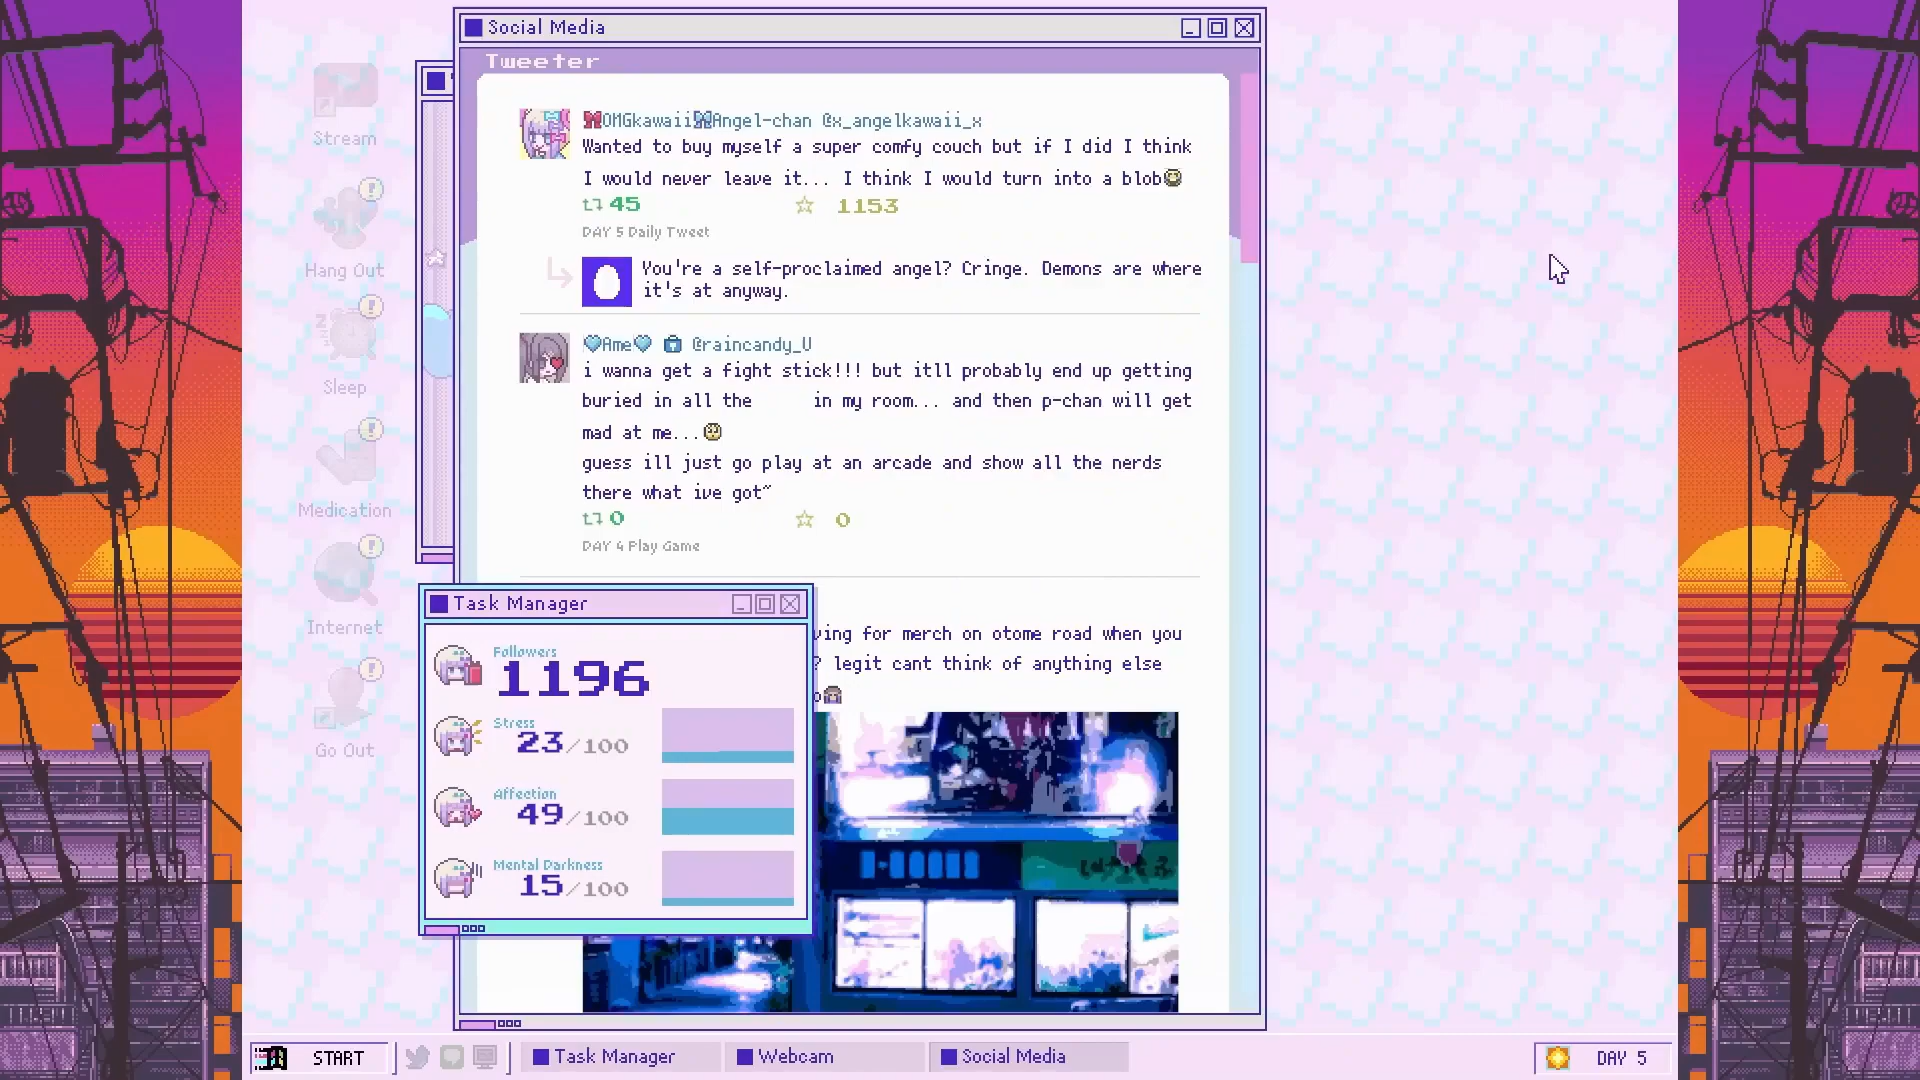 Social Media
Tweeter
OMGkawaii Angel-chan @x_angelkawaii_x
Wanted to buy myself a super comfy couch but if I did I think
I would never leave it... I think I would turn into a blob
45
1153
DAY 5 Daily Tweet
You're a self-proclaimed angel? Cringe. Demons are where
it's at anyway.
Ame @raincandy_U
i wanna get a fight stick!!! but itll probably end up getting
buried in all the in my room... and then p-chan will get
mad at me...
guess ill just go play at an arcade and show all the nerds
there what ive got~
0
0
DAY 4 Play Game
ving for merch on otome road when you
? legit cant think of anything else
Stream
Hang Out
Sleep
Medication
Internet
Go Out
Task Manager
Followers
1196
Stress
23/100
Affection
49/100
Mental Darkness
15/100
START
Task Manager
Webcam
Social Media
DAY 5